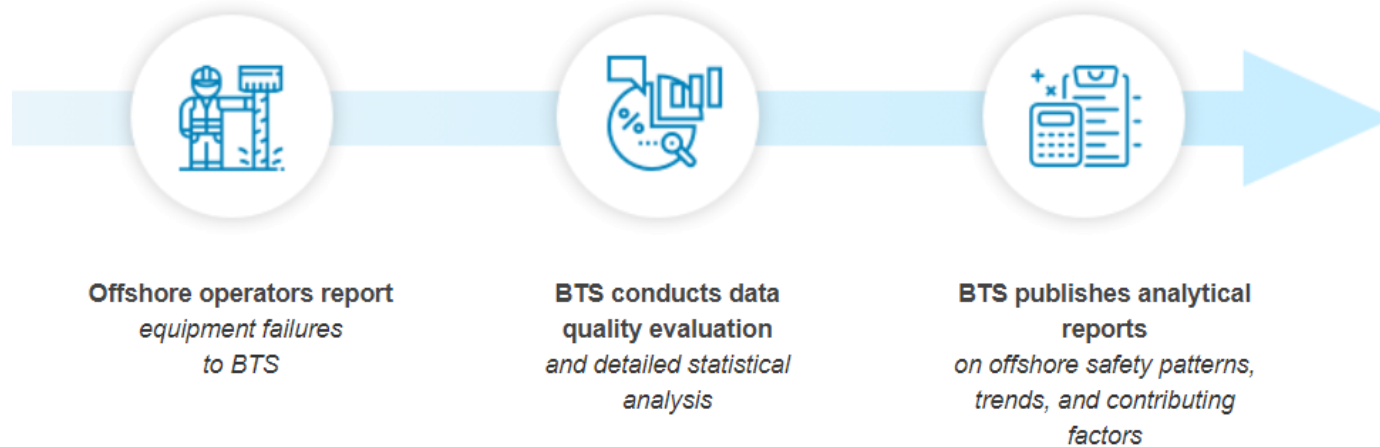 Offshore operators report
equipment failures
to BTS
BTS conducts data
quality evaluation
and detailed statistical
analysis
BTS publishes analytical
reports
on offshore safety patterns,
trends, and contributing
factors